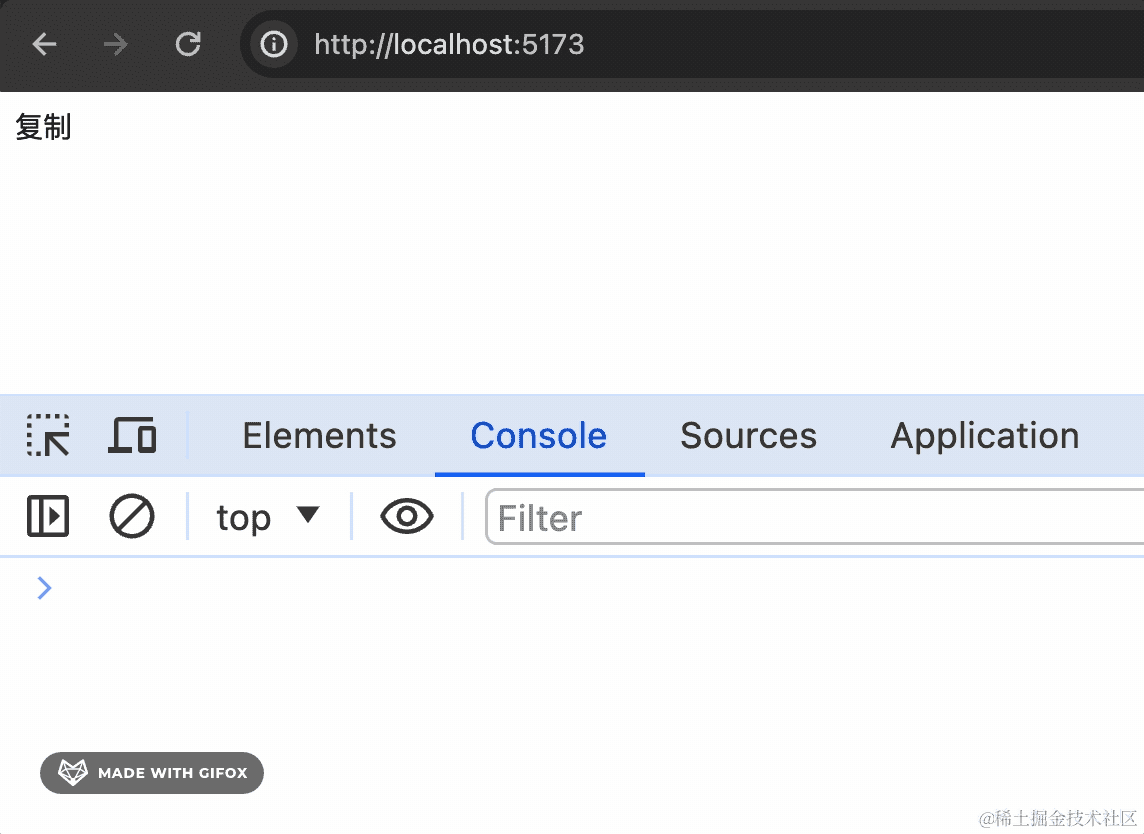 http://localhost:5173
复制
Elements Console Sources Application
top Filter
MADE WITH GIFOX
@稀土掘金技术社区